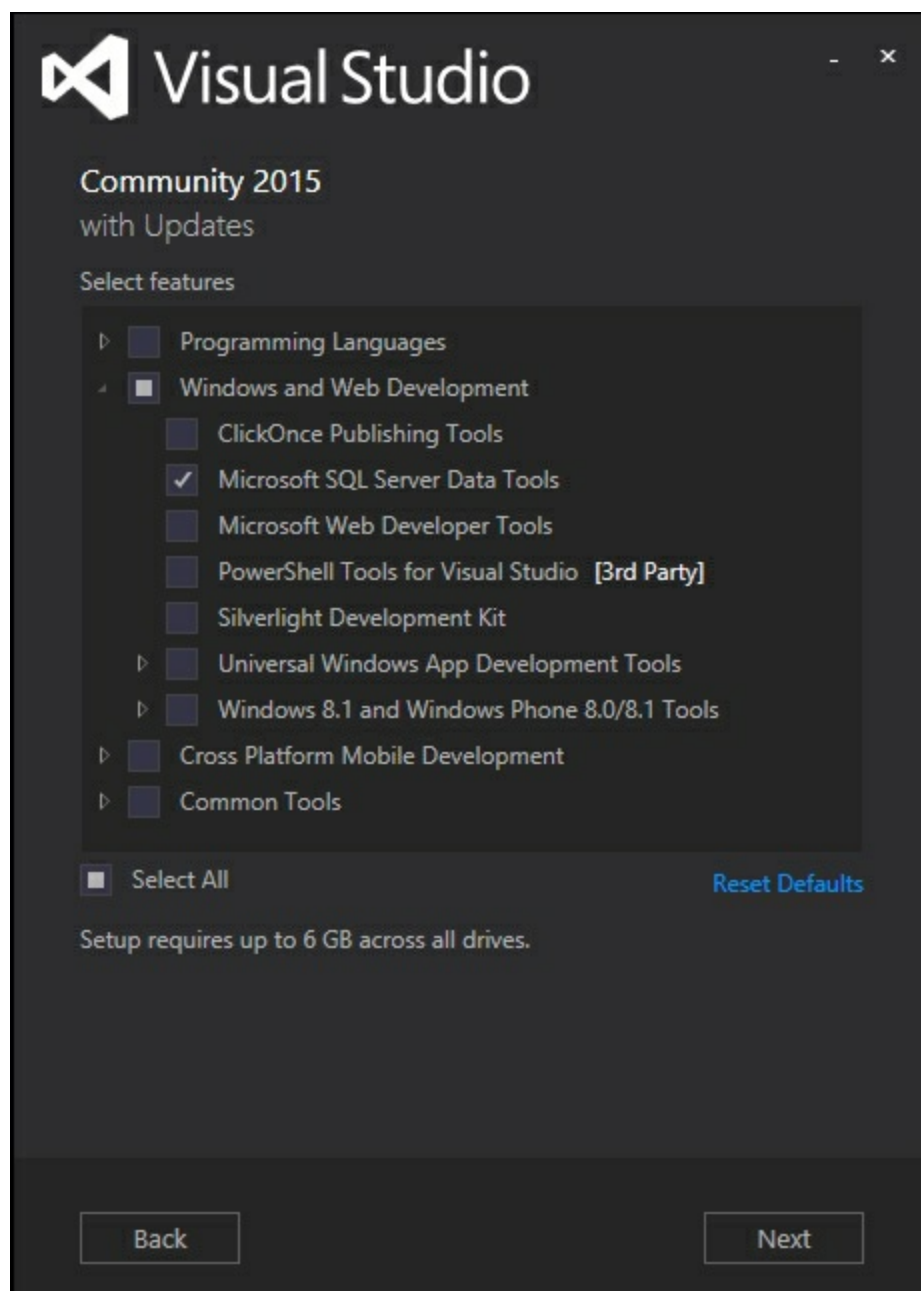 Visual Studio
Community 2015
with Updates
Select features
Programming Languages
Windows and Web Development
ClickOnce Publishing Tools
Microsoft SQL Server Data Tools
Microsoft Web Developer Tools
PowerShell Tools for Visual Studio [3rd Party]
Silverlight Development Kit
Universal Windows App Development Tools
Windows 8.1 and Windows Phone 8.0/8.1 Tools
Cross Platform Mobile Development
Common Tools
Select All Reset Defaults
Setup requires up to 6 GB across all drives.
Back Next